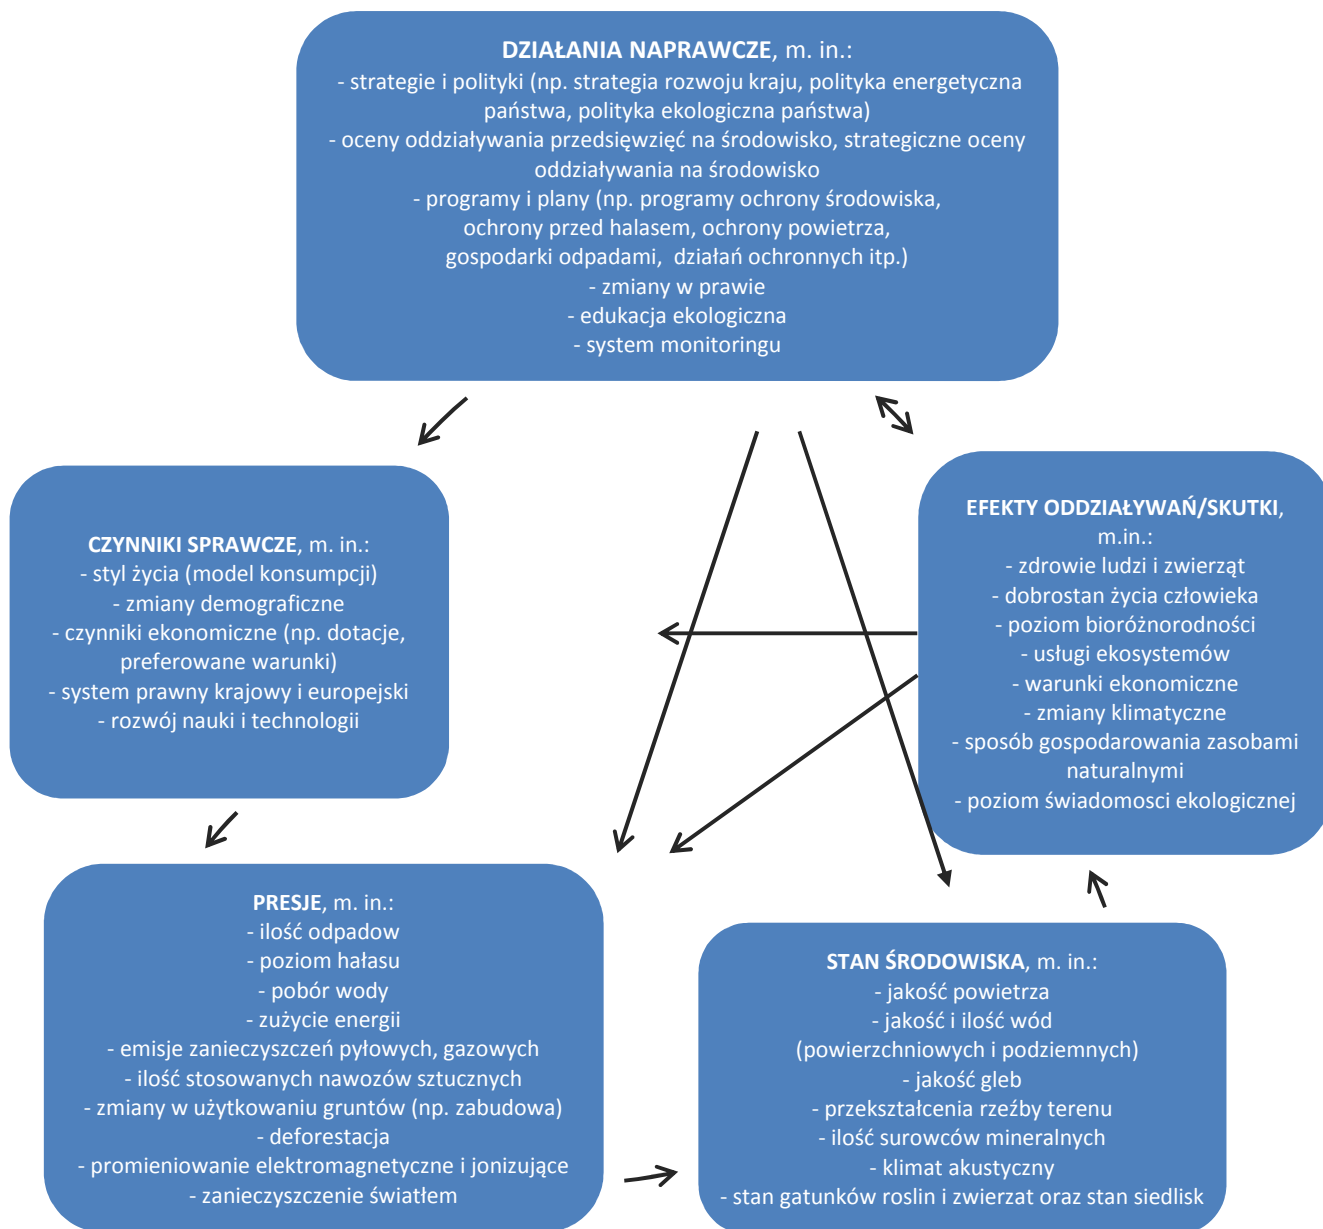 DZIAŁANIA NAPRAWCZE, m. in.:
- strategie i polityki (np. strategia rozwoju kraju, polityka energetyczna
państwa, polityka ekologiczna państwa)
- oceny oddziaływania przedsięwzięć na środowisko, strategiczne oceny
oddziaływania na środowisko
- programy i plany (np. programy ochrony środowiska,
ochrony przed halasem, ochrony powietrza,
gospodarki odpadami, działań ochronnych itp.)
- zmiany w prawie
- edukacja ekologiczna
- system monitoringu
CZYNNIKI SPRAWCZE, m. in.:
- styl życia (model konsumpcji)
- zmiany demograficzne
- czynniki ekonomiczne (np. dotacje,
preferowane warunki)
- system prawny krajowy i europejski
- rozwój nauki i technologii
EFEKTY ODDZIAŁYWAŃ/SKUTKI,
m.in.:
- zdrowie ludzi i zwierząt
- dobrostan życia człowieka
- poziom bioróżnorodności
- usługi ekosystemów
- warunki ekonomiczne
- zmiany klimatyczne
- sposób gospodarowania zasobami
naturalnymi
- poziom świadomosci ekologicznej
PRESJE, m. in.:
- ilość odpadow
- poziom hałasu
- pobór wody
- zużycie energii
- emisje zanieczyszczeń pyłowych, gazowych
- ilość stosowanych nawozów sztucznych
- zmiany w użytkowaniu gruntów (np. zabudowa)
- deforestacja
- promieniowanie elektromagnetyczne i jonizujące
- zanieczyszczenie światłem
STAN ŚRODOWISKA, m. in.:
- jakość powietrza
- jakość i ilość wód
(powierzchniowych i podziemnych)
- jakość gleb
- przekształcenia rzeźby terenu
- ilość surowców mineralnych
- klimat akustyczny
- stan gatunków roslin i zwierzat oraz stan siedlisk